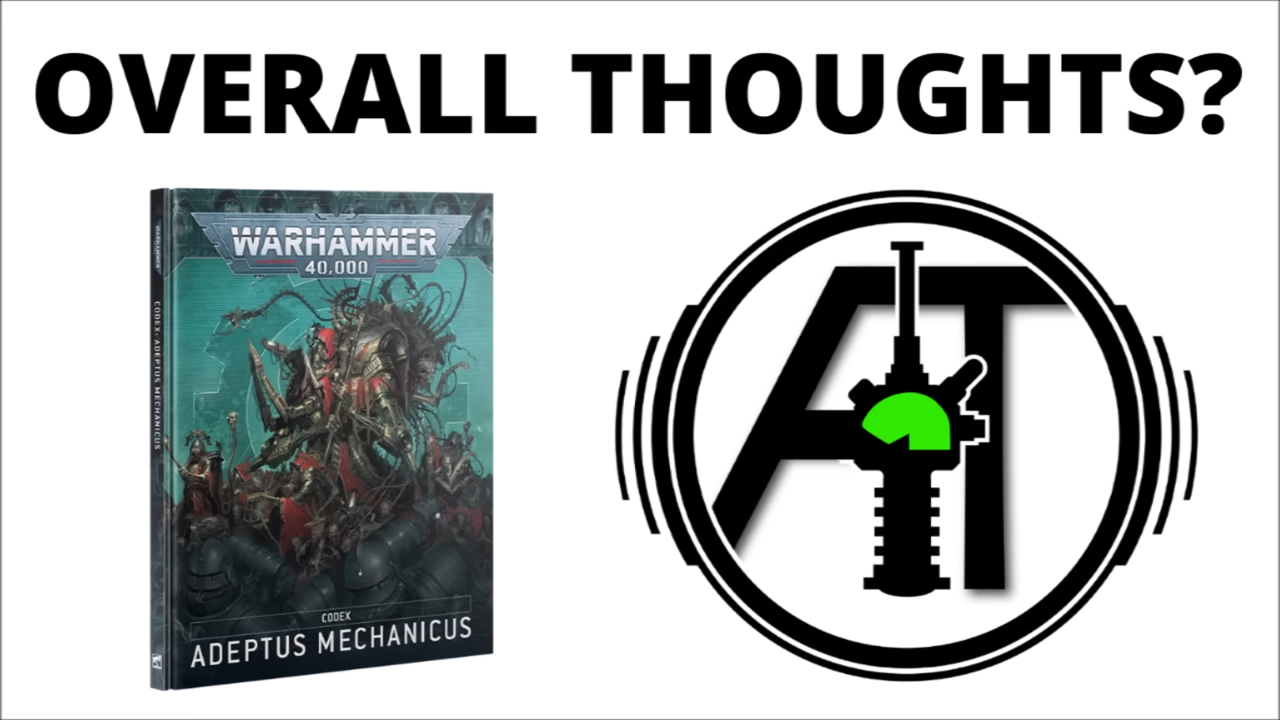 OVERALL THOUGHTS?
WARHAMMER
40,000
CODEX: ADEPTUS MECHANICUS
CODEX
ADEPTUS MECHANICUS
AT